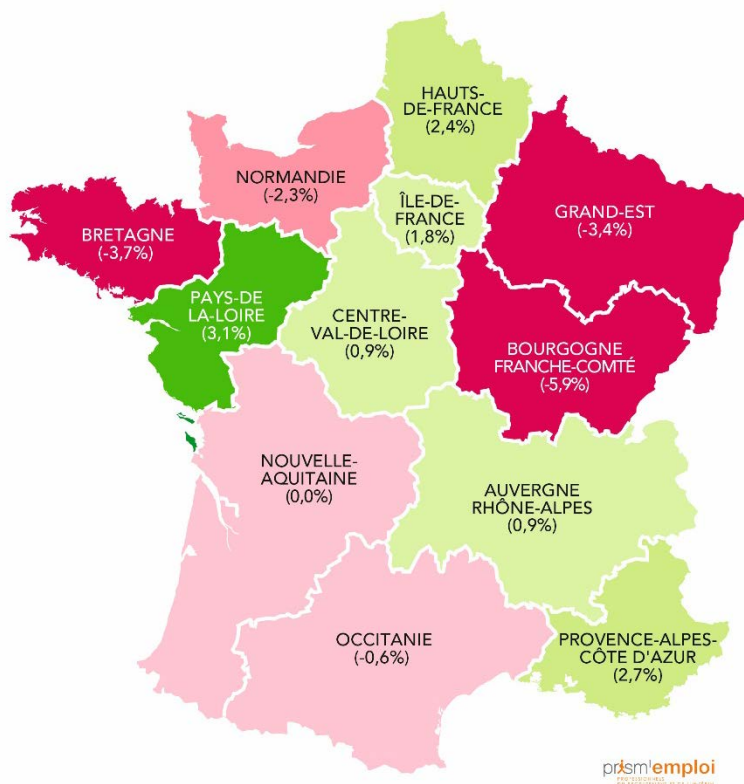 HAUTS-
DE-FRANCE
(2,4%)
NORMANDIE
(-2,3%)
ÎLE-DE-
FRANCE
(1,8%)
GRAND-EST
(-3,4%)
BRETAGNE
(-3,7%)
PAYS-DE
LA-LOIRE
(3,1%)
CENTRE-
VAL-DE-LOIRE
(0,9%)
BOURGOGNE
FRANCHE-COMTÉ
(-5,9%)
NOUVELLE-
AQUITAINE
(0,0%)
AUVERGNE
RHÔNE-ALPES
(0,9%)
OCCITANIE
(-0,6%)
PROVENCE-ALPES-
CÔTE D'AZUR
(2,7%)
prism'emploi